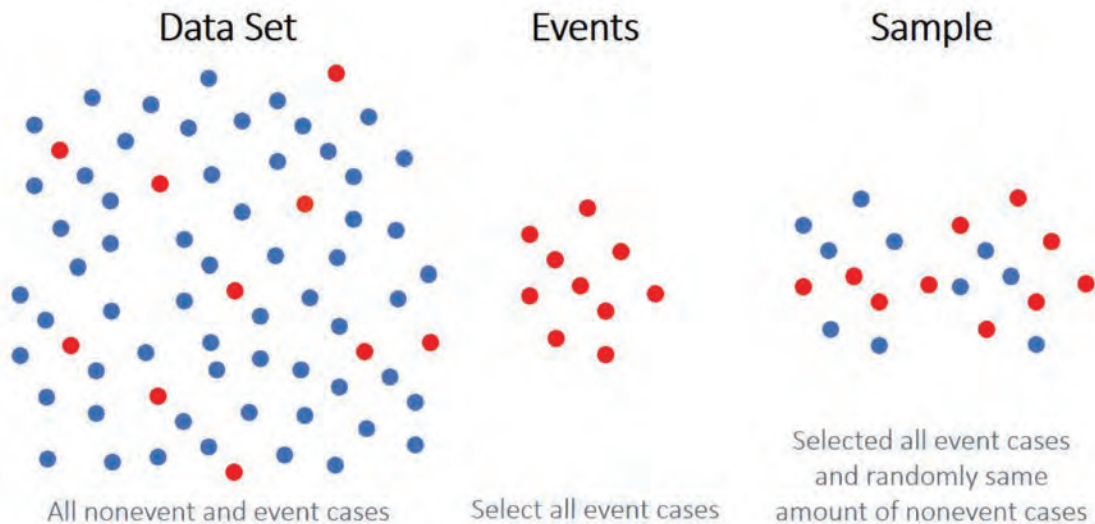 Data Set
Events
Sample
All nonevent and event cases
Select all event cases
Selected all event cases
and randomly same
amount of nonevent cases